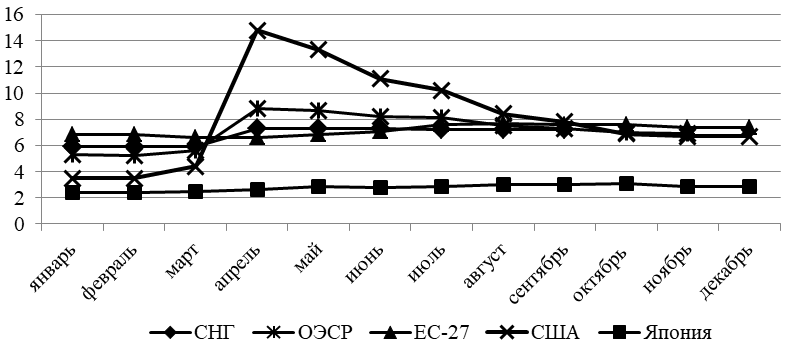 16
14
12
10
8
6
4
2
0
январь
февраль
март
апрель
май
июнь
июль
август
сентябрь
октябрь
ноябрь
декабрь
СНГ ОЭСР ЕС-27 США Япония